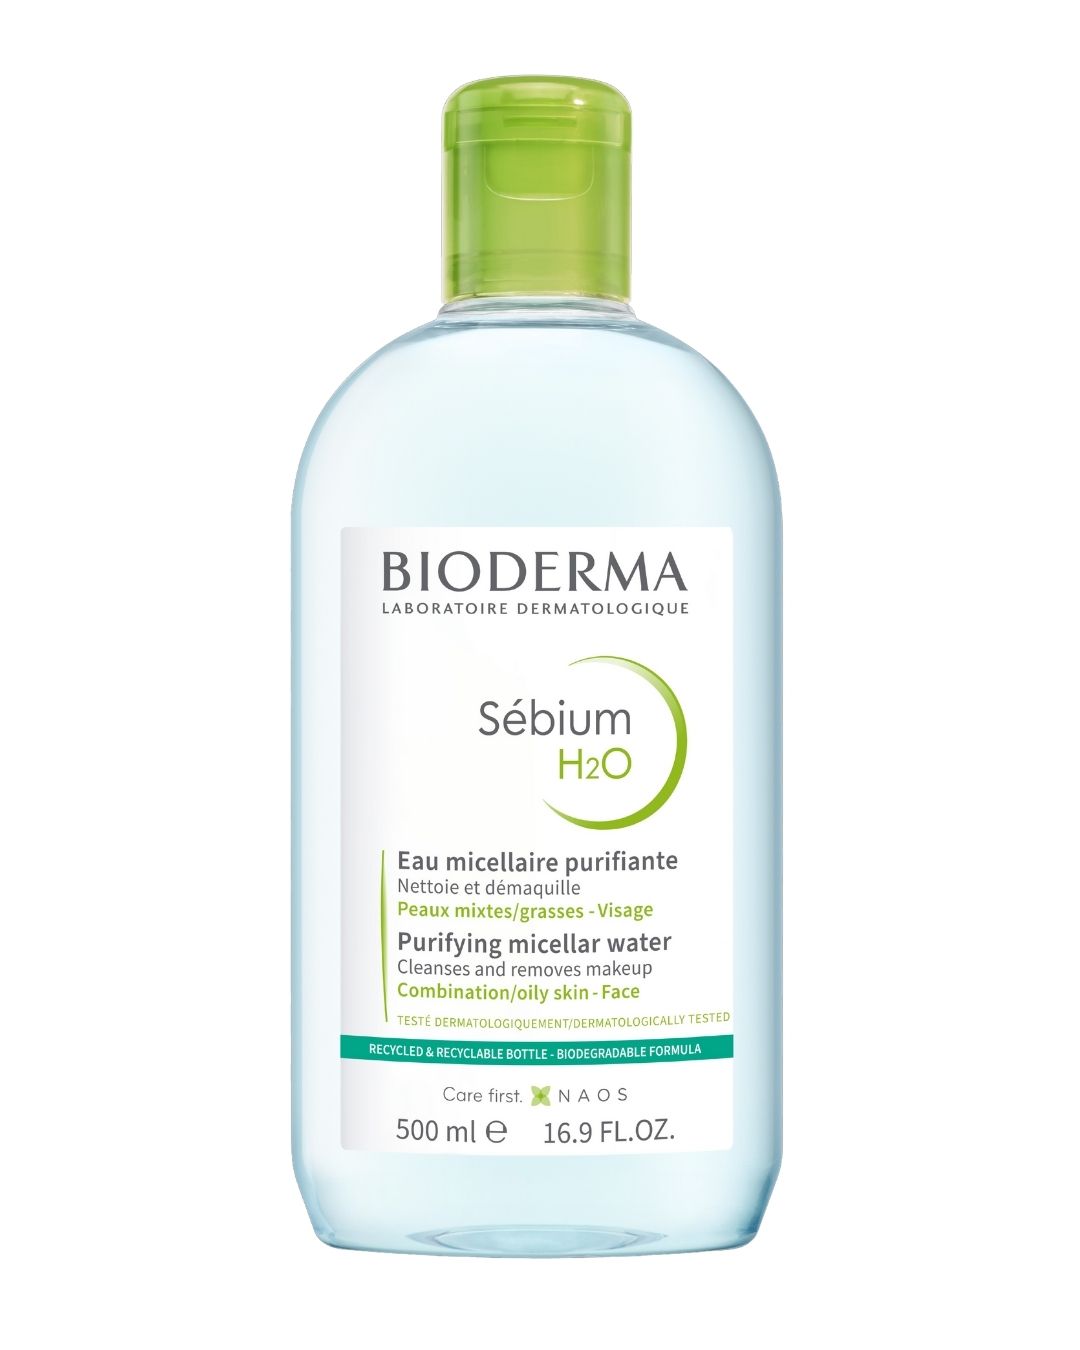 BIODERMA
LABORATOIRE DERMATOLOGIQUE
Sébium
H2O
Eau micellaire purifiante
Nettoie et démaquille
Peaux mixtes/grasses - Visage
Purifying micellar water
Cleanses and removes makeup
Combination/oily skin - Face
TESTÉ DERMATOLOGIQUEMENT/DERMATOLOGICALLY TESTED
RECYCLED & RECYCLABLE BOTTLE - BIODEGRADABLE FORMULA
Care first. NAOS
500 ml ℮ 16.9 FL.OZ.